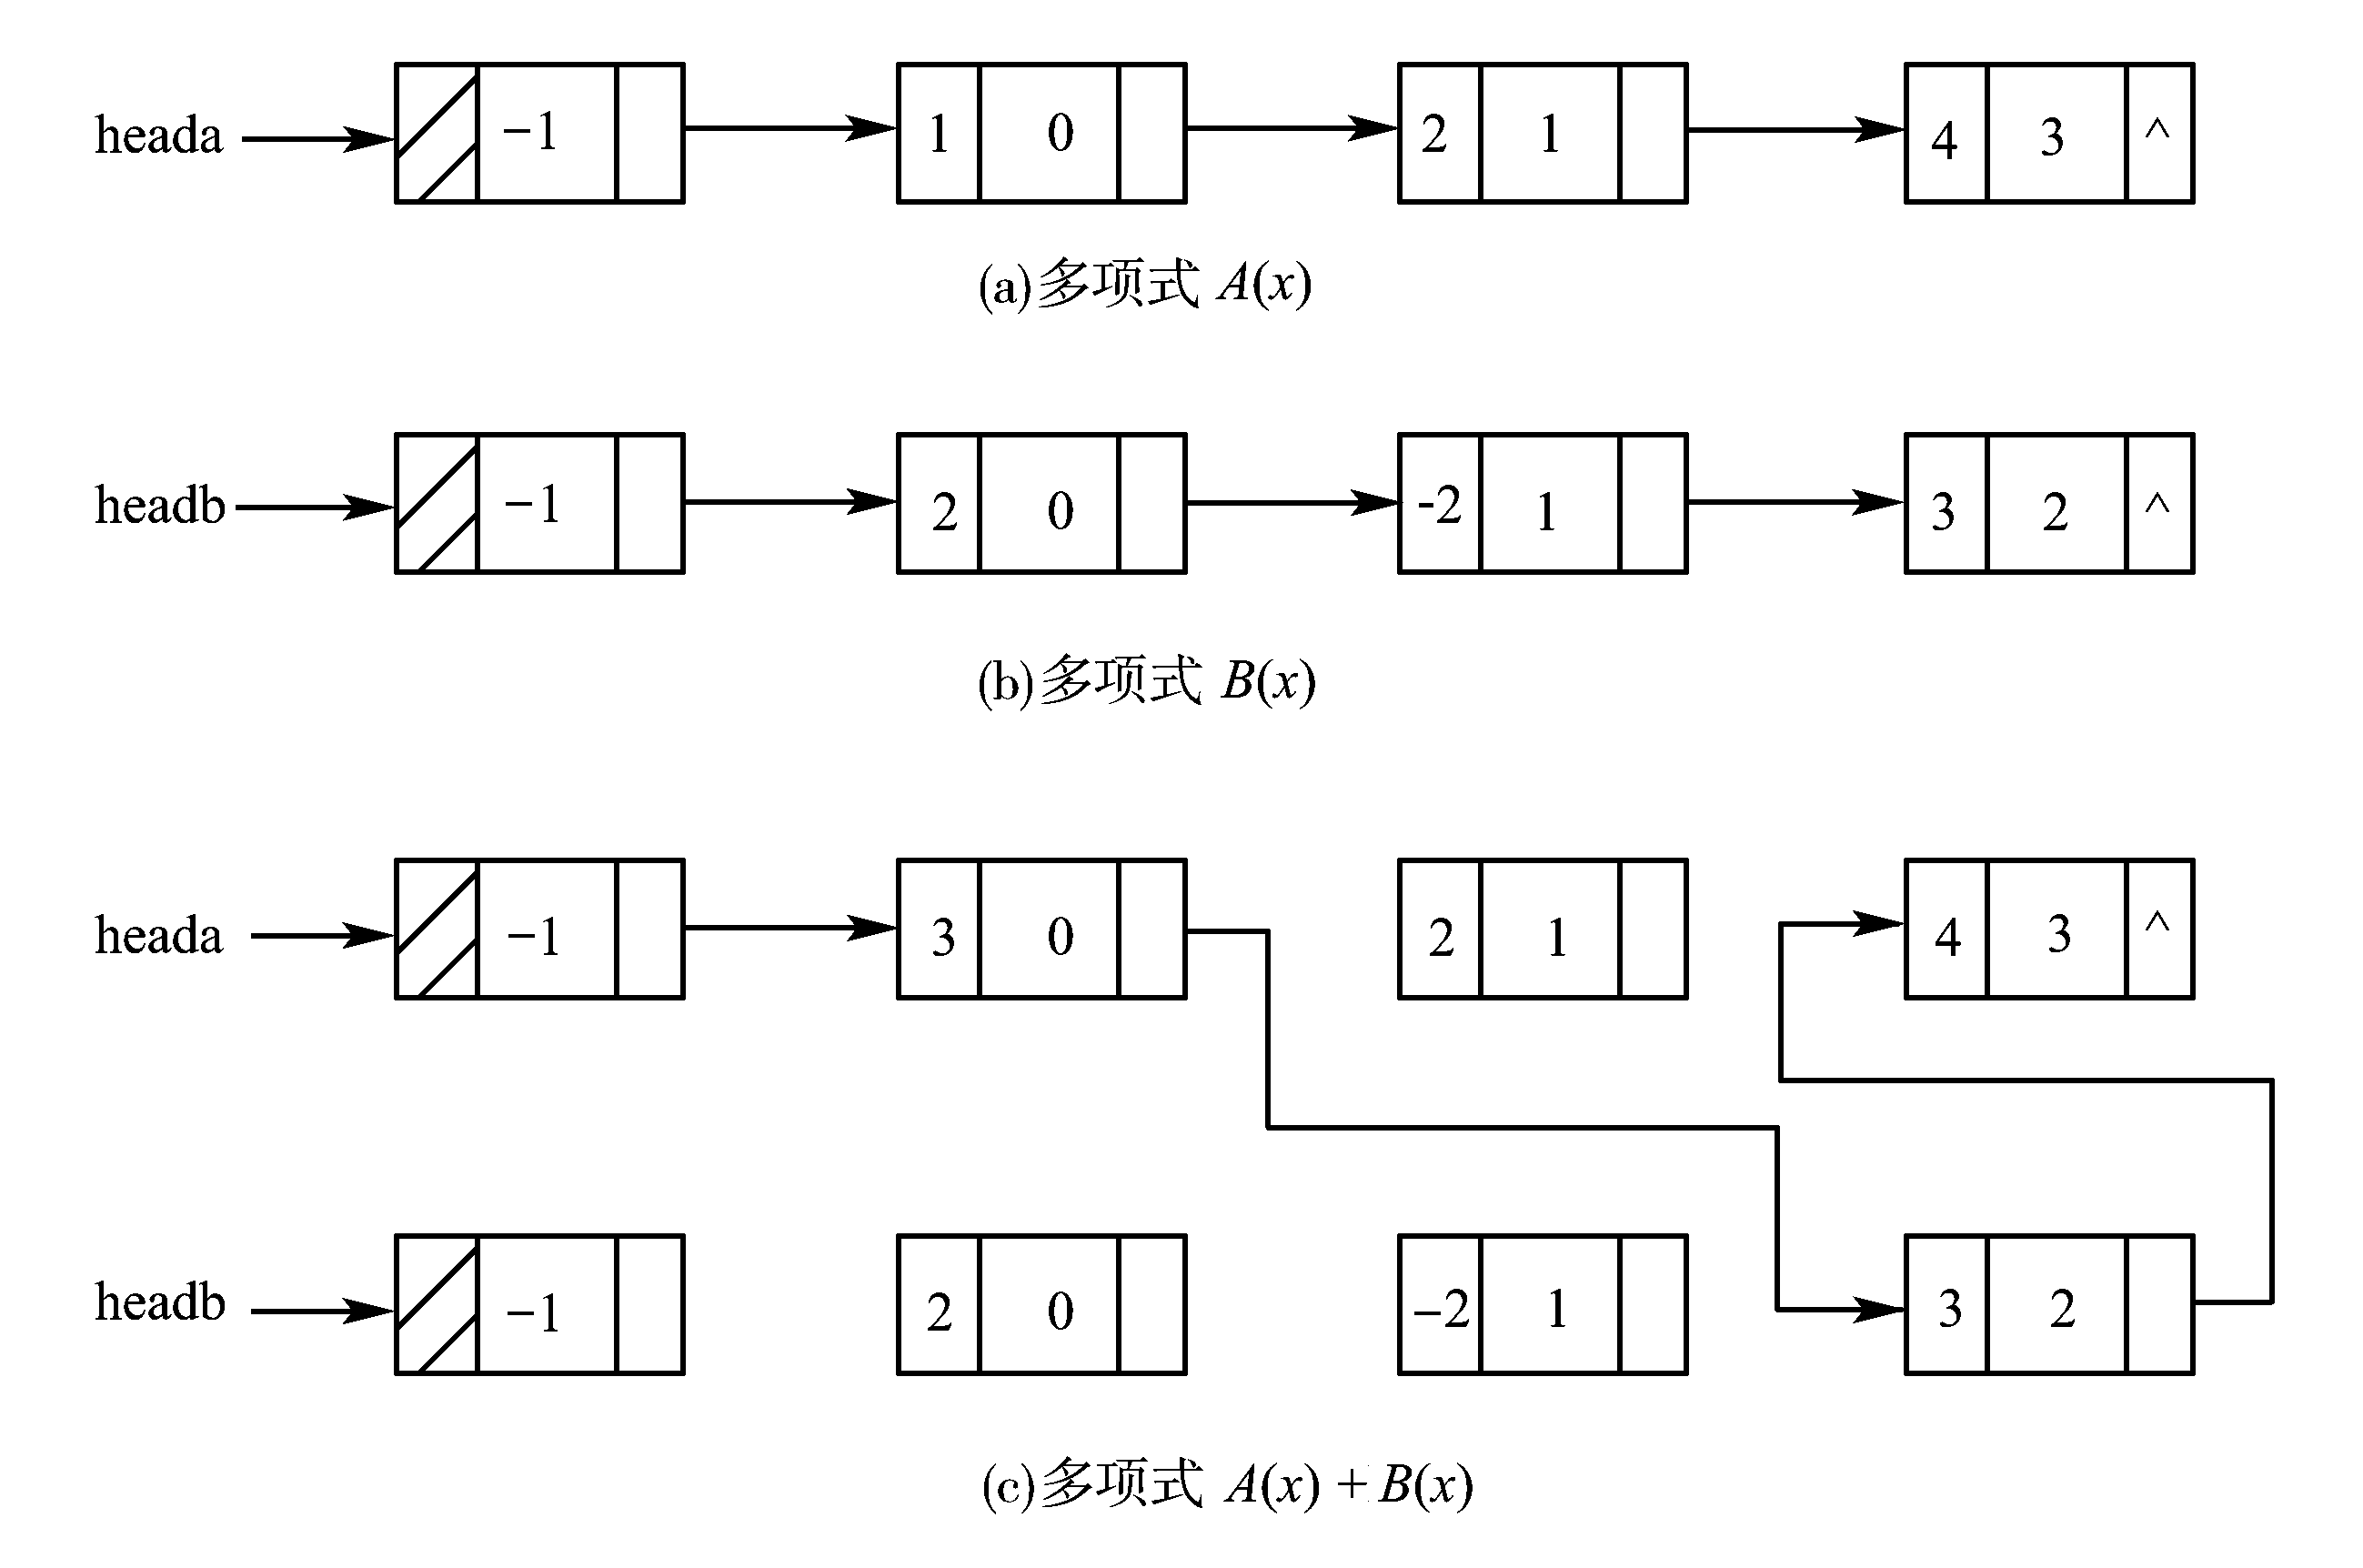 heada −1 1 0 2 1 4 3 ^
(a)多项式 A(x)
headb −1 2 0 -2 1 3 2 ^
(b)多项式 B(x)
heada −1 3 0 2 1 4 3 ^
headb −1 2 0 −2 1 3 2
(c)多项式 A(x) + B(x)